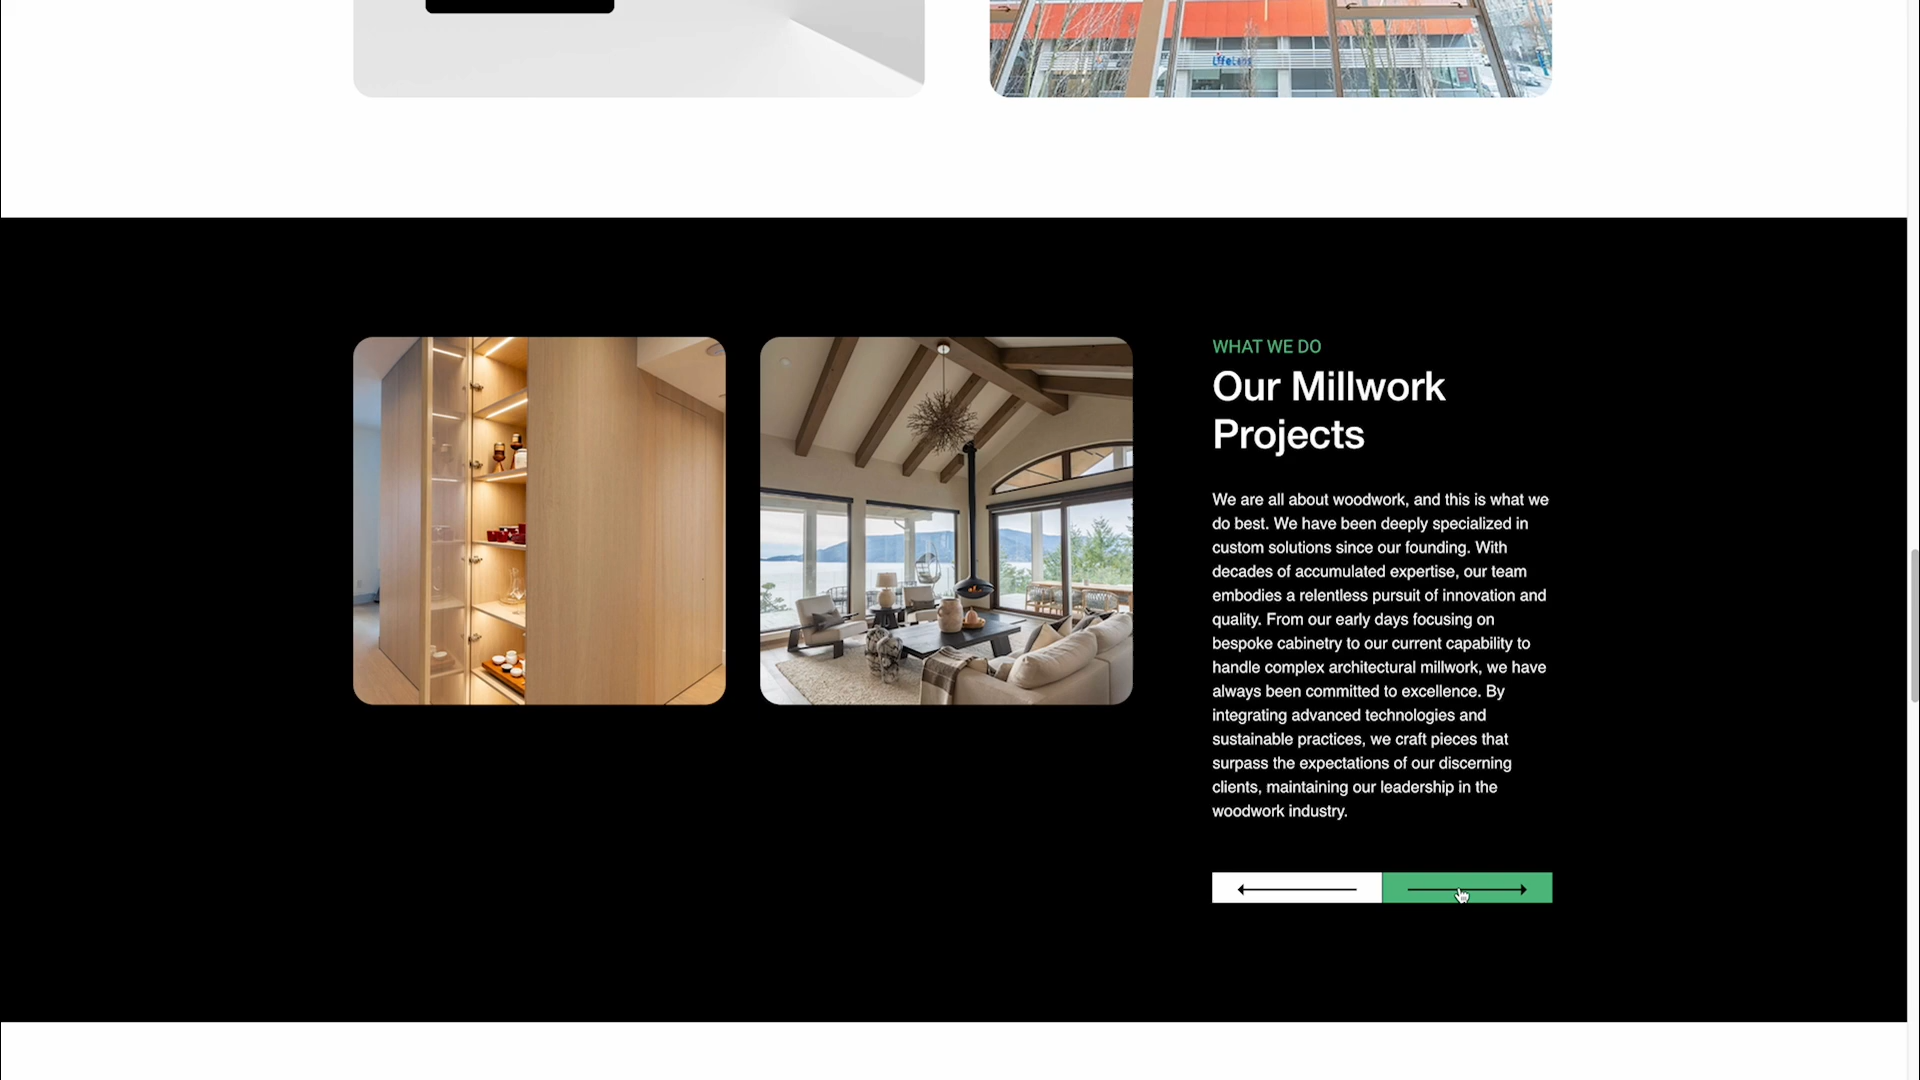 LifeLabs
WHAT WE DO
Our Millwork
Projects
We are all about woodwork, and this is what we
do best. We have been deeply specialized in
custom solutions since our founding. With
decades of accumulated expertise, our team
embodies a relentless pursuit of innovation and
quality. From our early days focusing on
bespoke cabinetry to our current capability to
handle complex architectural millwork, we have
always been committed to excellence. By
integrating advanced technologies and
sustainable practices, we craft pieces that
surpass the expectations of our discerning
clients, maintaining our leadership in the
woodwork industry.